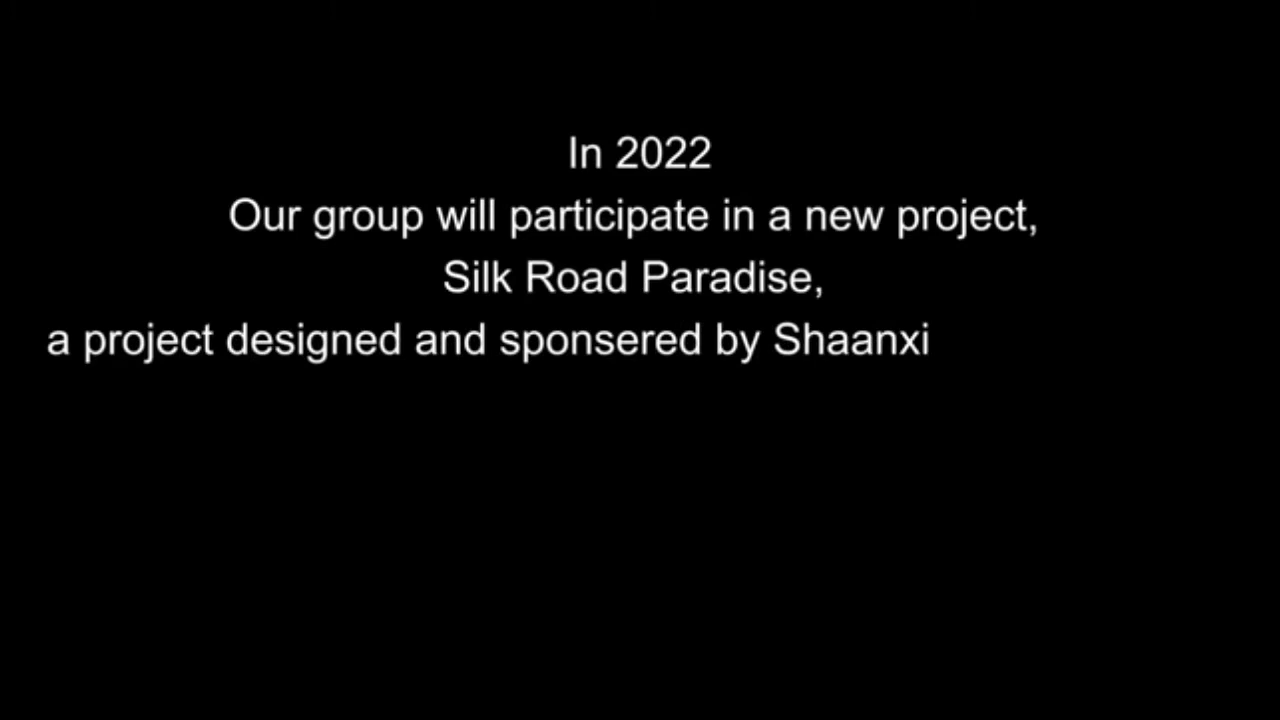 In 2022
Our group will participate in a new project,
Silk Road Paradise,
a project designed and sponsered by Shaanxi